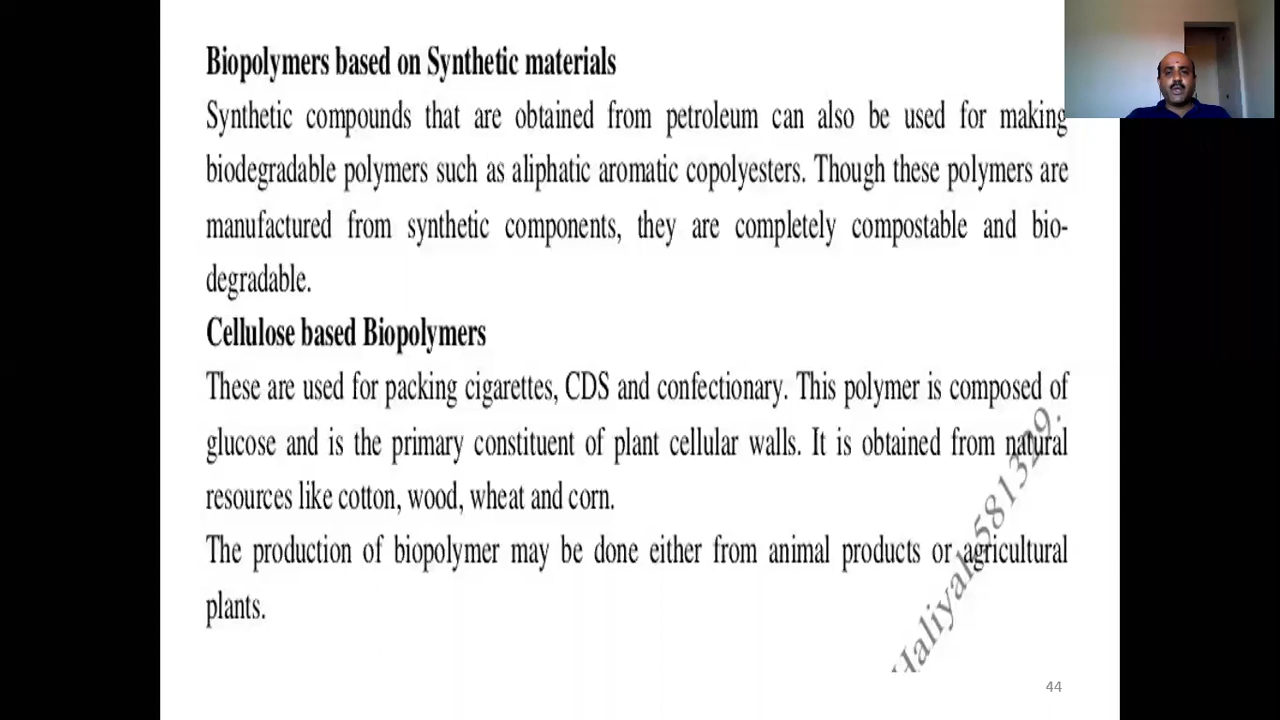 Biopolymers based on Synthetic materials
Synthetic compounds that are obtained from petroleum can also be used for making
biodegradable polymers such as aliphatic aromatic copolyesters. Though these polymers are
manufactured from synthetic components, they are completely compostable and bio-
degradable.
Cellulose based Biopolymers
These are used for packing cigarettes, CDS and confectionary. This polymer is composed of
glucose and is the primary constituent of plant cellular walls. It is obtained from natural
resources like cotton, wood, wheat and corn.
The production of biopolymer may be done either from animal products or agricultural
plants.
Haliyal-581329.
44